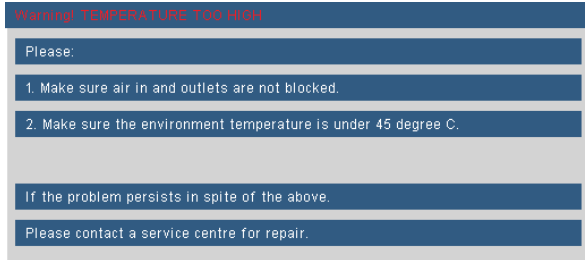 Warning! TEMPERATURE TOO HIGH
Please:
1. Make sure air in and outlets are not blocked.
2. Make sure the environment temperature is under 45 degree C.
If the problem persists in spite of the above.
Please contact a service centre for repair.